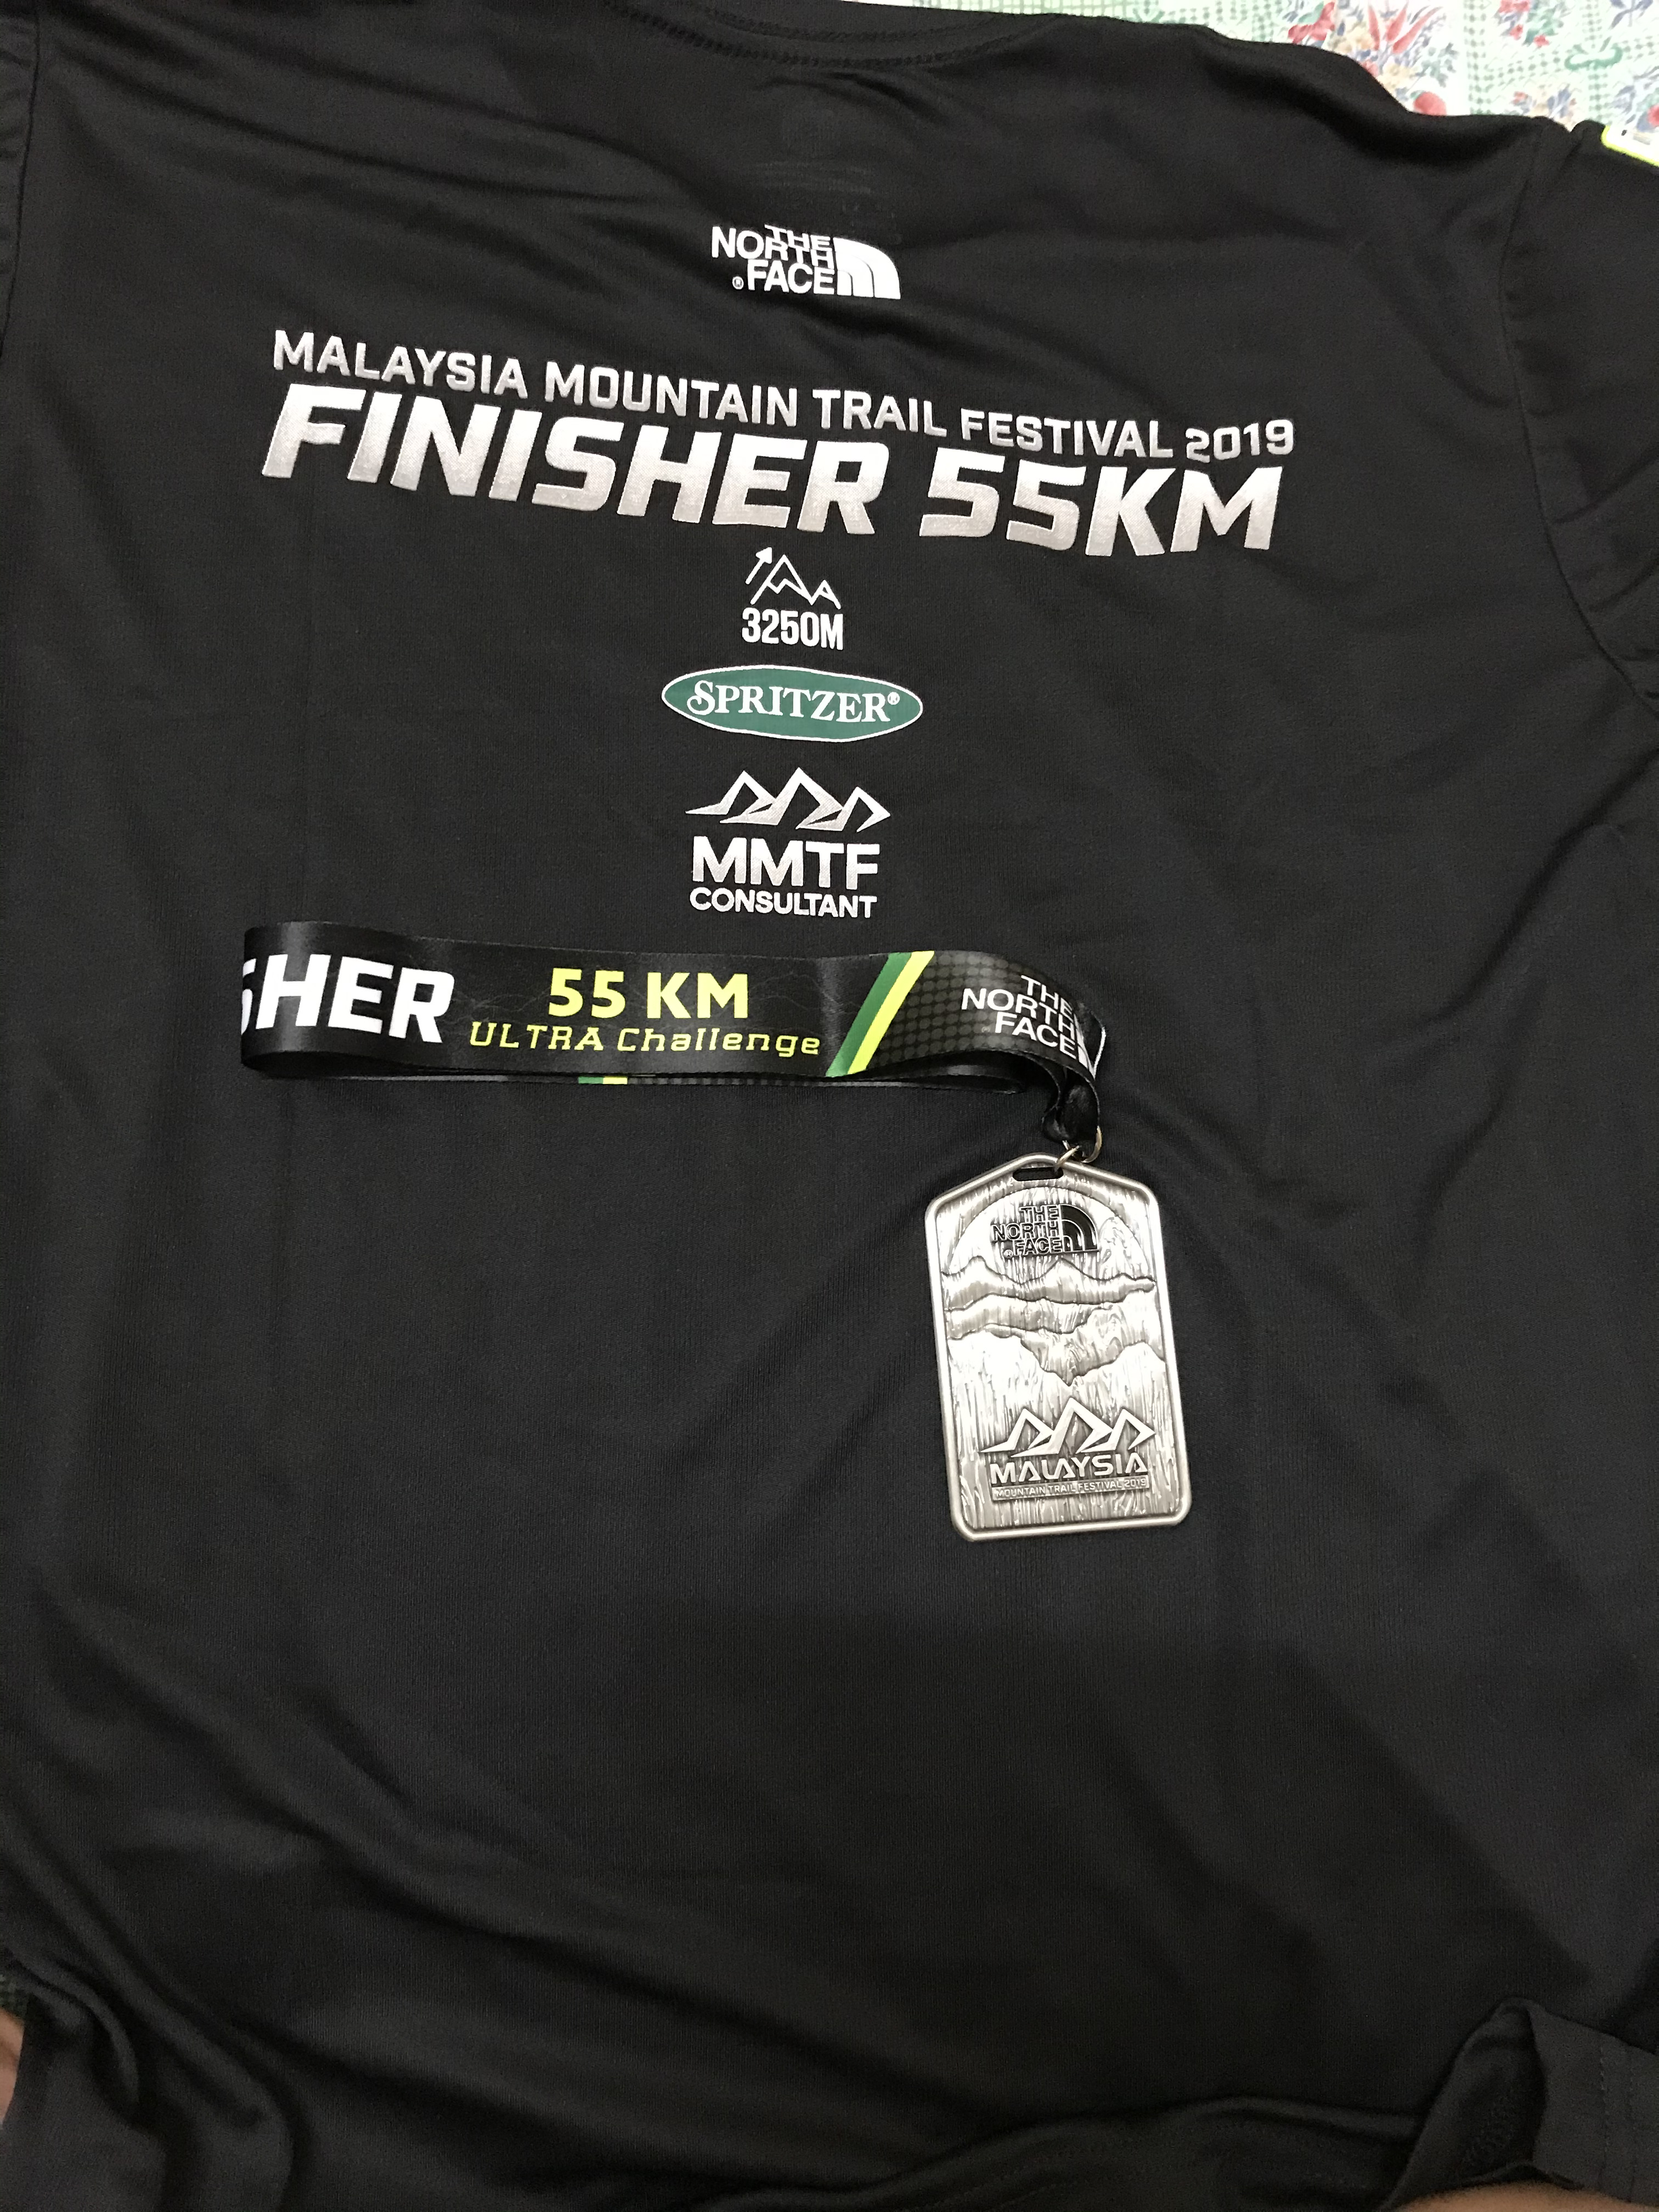 THE
NORTH
FACE
MALAYSIA MOUNTAIN TRAIL FESTIVAL 2019
FINISHER 55KM
3250M
SPRITZER®
MMTF
CONSULTANT
SHER
55 KM
ULTRA Challenge
THE
NORTH
FACE
THE
NORTH
FACE
MALAYSIA
MOUNTAIN TRAIL FESTIVAL 2019